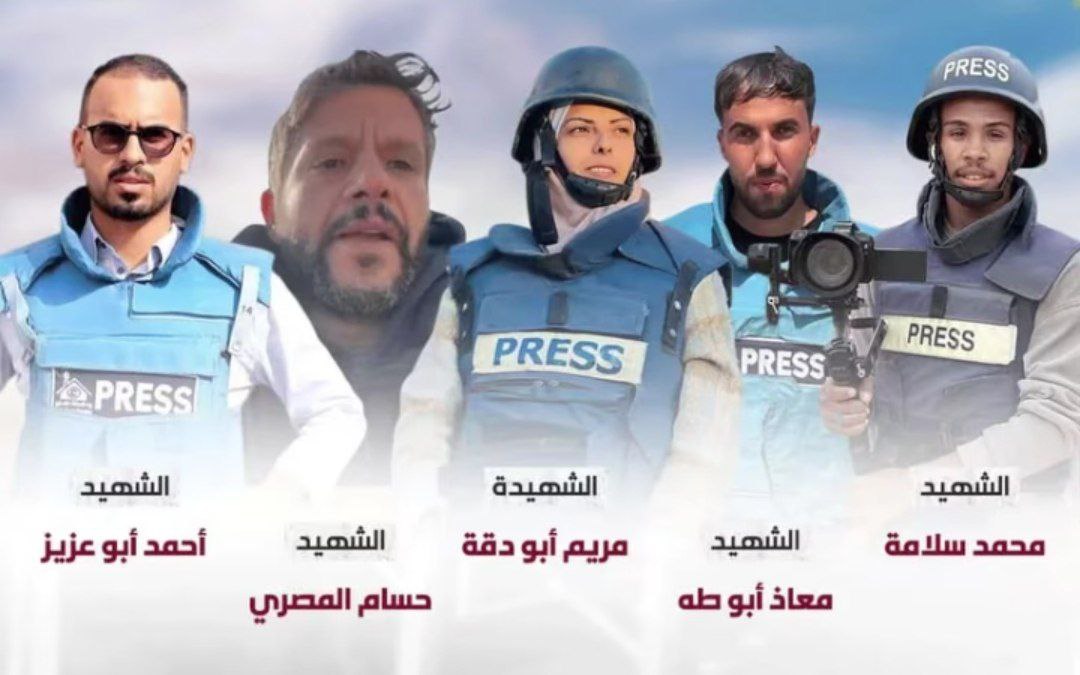 PRESS
PRESS
PRESS
PRESS
PRESS
الشهيد
محمد سلامة
الشهيد
معاذ أبو طه
الشهيدة
مريم أبو دقة
الشهيد
حسام المصري
الشهيد
أحمد أبو عزيز